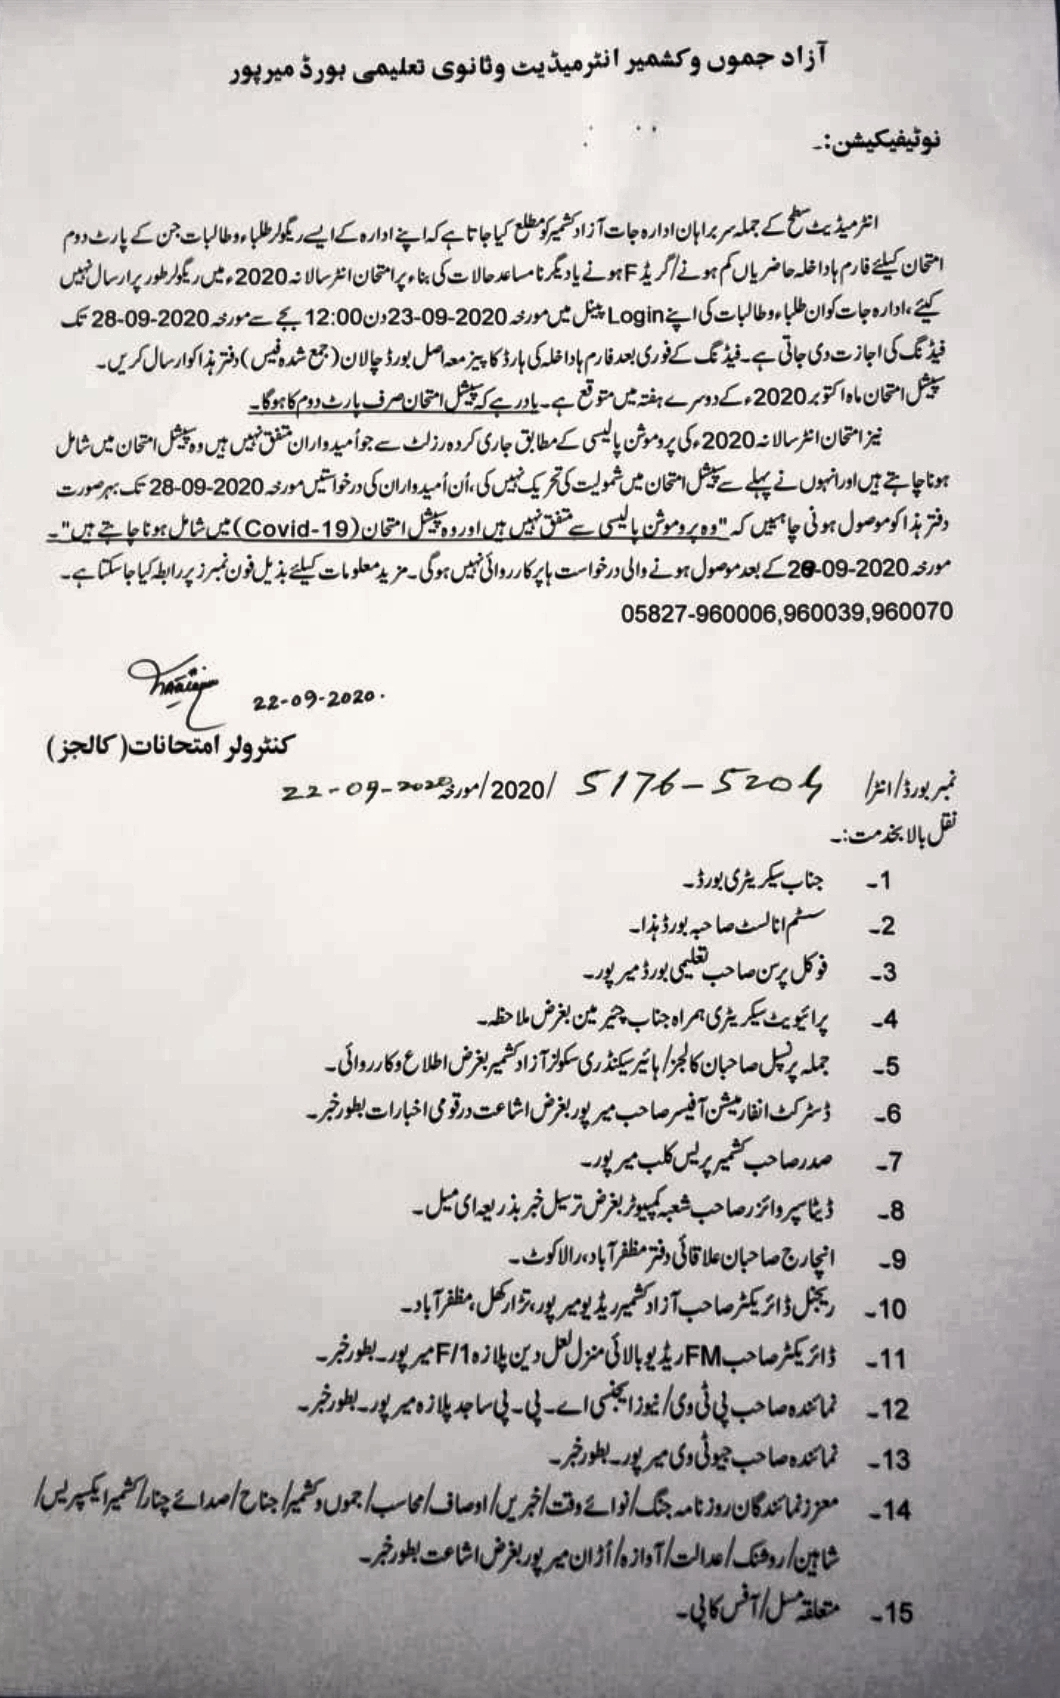 آزاد جموں وکشمیر انٹرمیڈیٹ وثانوی تعلیمی بورڈ میرپور
نوٹیفیکیشن:۔
انٹرمیڈیٹ سطح کے جملہ سربراہان ادارہ جات آزاد کشمیر کو مطلع کیا جاتا ہے کہ اپنے ادارہ کے ایسے ریگولر طلباء و طالبات جن کے پارٹ دوم
امتحان کیلئے فارم ہا داخلہ حاضریاں کم ہونے/گریڈ F ہونے یا دیگر نامساعد حالات کی بناء پر امتحان انٹر سالانہ 2020ء میں ریگولر طور پر ارسال نہیں
کیئے، ادارہ جات کو ان طلباء و طالبات کی اپنے Login پینل میں مورخہ 23-09-2020 دن 12:00 بجے سے مورخہ 28-09-2020 تک
فیڈنگ کی اجازت دی جاتی ہے۔ فیڈنگ کے فوری بعد فارم ہا داخلہ کی ہارڈ کاپیز معہ اصل بورڈ چالان (جمع شدہ فیس) دفتر ہذا کو ارسال کریں۔
سپیشل امتحان ماہ اکتوبر 2020ء کے دوسرے ہفتہ میں متوقع ہے۔ یاد رہے کہ سپیشل امتحان صرف پارٹ دوم کا ہوگا۔
نیز امتحان انٹر سالانہ 2020ء کی پروموشن پالیسی کے مطابق جاری کردہ رزلٹ سے جو اُمیدواران متفق نہیں ہیں وہ سپیشل امتحان میں شامل
ہونا چاہتے ہیں اور انہوں نے پہلے سے سپیشل امتحان میں شمولیت کی تحریک نہیں کی، اُن اُمیدواران کی درخواستیں مورخہ 28-09-2020 تک بہرصورت
دفتر ہذا کو موصول ہونی چاہییں کہ "وہ پروموشن پالیسی سے متفق نہیں ہیں اور وہ سپیشل امتحان (Covid-19) میں شامل ہونا چاہتے ہیں"۔
مورخہ 28-09-2020 کے بعد موصول ہونے والی درخواست ہا پر کارروائی نہیں ہوگی۔ مزید معلومات کیلئے بذیل فون نمبرز پر رابطہ کیا جا سکتا ہے۔
05827-960006,960039,960070
22-09-2020.
کنٹرولر امتحانات (کالجز)
نمبر بورڈ/انٹر/ 5176-5204 /2020/مورخہ 22-09-2020
نقل بالا بخدمت:۔
1۔ جناب سیکریٹری بورڈ۔
2۔ سسٹم انالسٹ صاحبہ بورڈ ہذا۔
3۔ فوکل پرسن صاحب تعلیمی بورڈ میرپور۔
4۔ پرائیویٹ سیکریٹری ہمراہ جناب چیئرمین بغرض ملاحظہ۔
5۔ جملہ پرنسپل صاحبان کالجز/ہائیر سیکنڈری سکولز آزاد کشمیر بغرض اطلاع وکارروائی۔
6۔ ڈسٹرکٹ انفارمیشن آفیسر صاحب میرپور بغرض اشاعت در قومی اخبارات بطور خبر۔
7۔ صدر صاحب کشمیر پریس کلب میرپور۔
8۔ ڈیٹا سپروائزر صاحب شعبہ کمپیوٹر بغرض ترسیل خبر بذریعہ ای میل۔
9۔ انچارج صاحبان علاقائی دفتر مظفرآباد، راولاکوٹ۔
10۔ ریجنل ڈائریکٹر صاحب آزاد کشمیر ریڈیو میرپور، تراڑکھل، مظفرآباد۔
11۔ ڈائریکٹر صاحب FM ریڈیو بالائی منزل لعل دین پلازہ F/1 میرپور۔ بطور خبر۔
12۔ نمائندہ صاحب پی ٹی وی/نیوز ایجنسی اے۔ پی۔ پی ساجد پلازہ میرپور۔ بطور خبر۔
13۔ نمائندہ صاحب جیو ٹی وی میرپور۔ بطور خبر۔
14۔ معزز نمائندگان روزنامہ جنگ/نوائے وقت/خبریں/اوصاف/محاسب/جموں وکشمیر/جناح/صدائے چنار/کشمیر ایکسپریس/
شاہین/روشنک/عدالت/آوازہ/اُڑان میرپور بغرض اشاعت بطور خبر۔
15۔ متعلقہ مسل/آفس کاپی۔